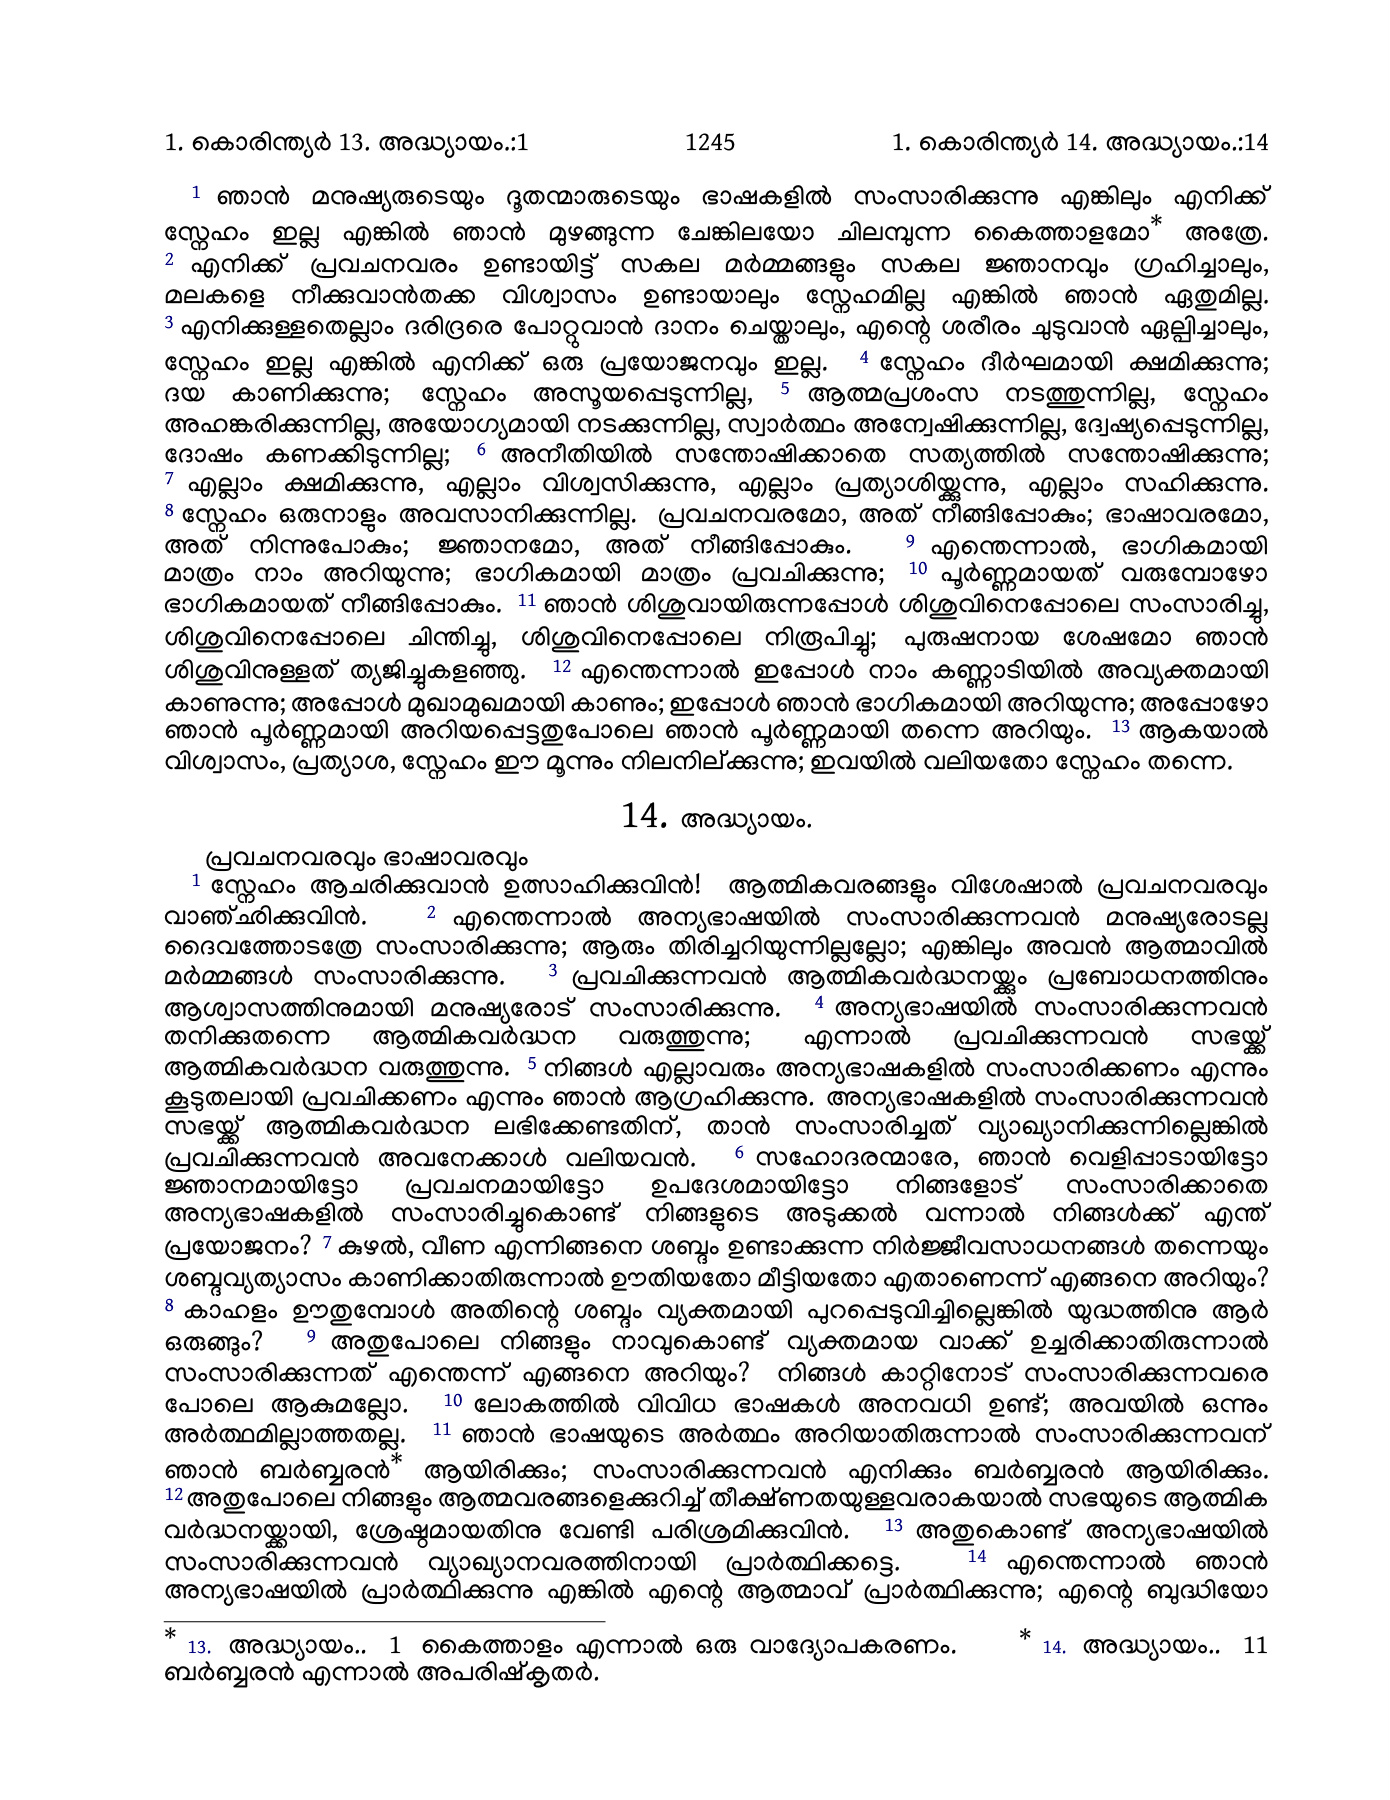 1. കൊരിന്ത്യർ 13. അദ്ധ്യായം.:1 1245 1. കൊരിന്ത്യർ 14. അദ്ധ്യായം.:14
1 ഞാൻ മനുഷ്യരുടെയും ദൂതന്മാരുടെയും ഭാഷകളിൽ സംസാരിക്കുന്നു എങ്കിലും എനിക്ക്
സ്നേഹം ഇല്ല എങ്കിൽ ഞാൻ മുഴങ്ങുന്ന ചേങ്കിലയോ ചിലമ്പുന്ന കൈത്താളമോ* അത്രേ.
2 എനിക്ക് പ്രവചനവരം ഉണ്ടായിട്ട് സകല മർമ്മങ്ങളും സകല ജ്ഞാനവും ഗ്രഹിച്ചാലും,
മലകളെ നീക്കുവാൻതക്ക വിശ്വാസം ഉണ്ടായാലും സ്നേഹമില്ല എങ്കിൽ ഞാൻ ഏതുമില്ല.
3 എനിക്കുള്ളതെല്ലാം ദരിദ്രരെ പോറ്റുവാൻ ദാനം ചെയ്താലും, എന്റെ ശരീരം ചുടുവാൻ ഏല്പിച്ചാലും,
സ്നേഹം ഇല്ല എങ്കിൽ എനിക്ക് ഒരു പ്രയോജനവും ഇല്ല. 4 സ്നേഹം ദീർഘമായി ക്ഷമിക്കുന്നു;
ദയ കാണിക്കുന്നു; സ്നേഹം അസൂയപ്പെടുന്നില്ല, 5 ആത്മപ്രശംസ നടത്തുന്നില്ല, സ്നേഹം
അഹങ്കരിക്കുന്നില്ല, അയോഗ്യമായി നടക്കുന്നില്ല, സ്വാർത്ഥം അന്വേഷിക്കുന്നില്ല, ദ്വേഷ്യപ്പെടുന്നില്ല,
ദോഷം കണക്കിടുന്നില്ല; 6 അനീതിയിൽ സന്തോഷിക്കാതെ സത്യത്തിൽ സന്തോഷിക്കുന്നു;
7 എല്ലാം ക്ഷമിക്കുന്നു, എല്ലാം വിശ്വസിക്കുന്നു, എല്ലാം പ്രത്യാശിയ്ക്കുന്നു, എല്ലാം സഹിക്കുന്നു.
8 സ്നേഹം ഒരുനാളും അവസാനിക്കുന്നില്ല. പ്രവചനവരമോ, അത് നീങ്ങിപ്പോകും; ഭാഷാവരമോ,
അത് നിന്നുപോകും; ജ്ഞാനമോ, അത് നീങ്ങിപ്പോകും. 9 എന്തെന്നാൽ, ഭാഗികമായി
മാത്രം നാം അറിയുന്നു; ഭാഗികമായി മാത്രം പ്രവചിക്കുന്നു; 10 പൂർണ്ണമായത് വരുമ്പോഴോ
ഭാഗികമായത് നീങ്ങിപ്പോകും. 11 ഞാൻ ശിശുവായിരുന്നപ്പോൾ ശിശുവിനെപ്പോലെ സംസാരിച്ചു,
ശിശുവിനെപ്പോലെ ചിന്തിച്ചു, ശിശുവിനെപ്പോലെ നിരൂപിച്ചു; പുരുഷനായ ശേഷമോ ഞാൻ
ശിശുവിനുള്ളത് ത്യജിച്ചുകളഞ്ഞു. 12 എന്തെന്നാൽ ഇപ്പോൾ നാം കണ്ണാടിയിൽ അവ്യക്തമായി
കാണുന്നു; അപ്പോൾ മുഖാമുഖമായി കാണും; ഇപ്പോൾ ഞാൻ ഭാഗികമായി അറിയുന്നു; അപ്പോഴോ
ഞാൻ പൂർണ്ണമായി അറിയപ്പെട്ടതുപോലെ ഞാൻ പൂർണ്ണമായി തന്നെ അറിയും. 13 ആകയാൽ
വിശ്വാസം, പ്രത്യാശ, സ്നേഹം ഈ മൂന്നും നിലനില്ക്കുന്നു; ഇവയിൽ വലിയതോ സ്നേഹം തന്നെ.
14. അദ്ധ്യായം.
പ്രവചനവരവും ഭാഷാവരവും
1 സ്നേഹം ആചരിക്കുവാൻ ഉത്സാഹിക്കുവിൻ! ആത്മികവരങ്ങളും വിശേഷാൽ പ്രവചനവരവും
വാഞ്ഛിക്കുവിൻ. 2 എന്തെന്നാൽ അന്യഭാഷയിൽ സംസാരിക്കുന്നവൻ മനുഷ്യരോടല്ല
ദൈവത്തോടത്രേ സംസാരിക്കുന്നു; ആരും തിരിച്ചറിയുന്നില്ലല്ലോ; എങ്കിലും അവൻ ആത്മാവിൽ
മർമ്മങ്ങൾ സംസാരിക്കുന്നു. 3 പ്രവചിക്കുന്നവൻ ആത്മികവർദ്ധനയ്ക്കും പ്രബോധനത്തിനും
ആശ്വാസത്തിനുമായി മനുഷ്യരോട് സംസാരിക്കുന്നു. 4 അന്യഭാഷയിൽ സംസാരിക്കുന്നവൻ
തനിക്കുതന്നെ ആത്മികവർദ്ധന വരുത്തുന്നു; എന്നാൽ പ്രവചിക്കുന്നവൻ സഭയ്ക്ക്
ആത്മികവർദ്ധന വരുത്തുന്നു. 5 നിങ്ങൾ എല്ലാവരും അന്യഭാഷകളിൽ സംസാരിക്കണം എന്നും
കൂടുതലായി പ്രവചിക്കണം എന്നും ഞാൻ ആഗ്രഹിക്കുന്നു. അന്യഭാഷകളിൽ സംസാരിക്കുന്നവൻ
സഭയ്ക്ക് ആത്മികവർദ്ധന ലഭിക്കേണ്ടതിന്, താൻ സംസാരിച്ചത് വ്യാഖ്യാനിക്കുന്നില്ലെങ്കിൽ
പ്രവചിക്കുന്നവൻ അവനേക്കാൾ വലിയവൻ. 6 സഹോദരന്മാരേ, ഞാൻ വെളിപ്പാടായിട്ടോ
ജ്ഞാനമായിട്ടോ പ്രവചനമായിട്ടോ ഉപദേശമായിട്ടോ നിങ്ങളോട് സംസാരിക്കാതെ
അന്യഭാഷകളിൽ സംസാരിച്ചുകൊണ്ട് നിങ്ങളുടെ അടുക്കൽ വന്നാൽ നിങ്ങൾക്ക് എന്ത്
പ്രയോജനം? 7 കുഴൽ, വീണ എന്നിങ്ങനെ ശബ്ദം ഉണ്ടാക്കുന്ന നിർജ്ജീവസാധനങ്ങൾ തന്നെയും
ശബ്ദവ്യത്യാസം കാണിക്കാതിരുന്നാൽ ഊതിയതോ മീട്ടിയതോ എതാണെന്ന് എങ്ങനെ അറിയും?
8 കാഹളം ഊതുമ്പോൾ അതിന്റെ ശബ്ദം വ്യക്തമായി പുറപ്പെടുവിച്ചില്ലെങ്കിൽ യുദ്ധത്തിനു ആർ
ഒരുങ്ങും? 9 അതുപോലെ നിങ്ങളും നാവുകൊണ്ട് വ്യക്തമായ വാക്ക് ഉച്ചരിക്കാതിരുന്നാൽ
സംസാരിക്കുന്നത് എന്തെന്ന് എങ്ങനെ അറിയും? നിങ്ങൾ കാറ്റിനോട് സംസാരിക്കുന്നവരെ
പോലെ ആകുമല്ലോ. 10 ലോകത്തിൽ വിവിധ ഭാഷകൾ അനവധി ഉണ്ട്; അവയിൽ ഒന്നും
അർത്ഥമില്ലാത്തതല്ല. 11 ഞാൻ ഭാഷയുടെ അർത്ഥം അറിയാതിരുന്നാൽ സംസാരിക്കുന്നവന്
ഞാൻ ബർബ്ബരൻ* ആയിരിക്കും; സംസാരിക്കുന്നവൻ എനിക്കും ബർബ്ബരൻ ആയിരിക്കും.
12 അതുപോലെ നിങ്ങളും ആത്മവരങ്ങളെക്കുറിച്ച് തീക്ഷ്ണതയുള്ളവരാകയാൽ സഭയുടെ ആത്മിക
വർദ്ധനയ്ക്കായി, ശ്രേഷ്ഠമായതിനു വേണ്ടി പരിശ്രമിക്കുവിൻ. 13 അതുകൊണ്ട് അന്യഭാഷയിൽ
സംസാരിക്കുന്നവൻ വ്യാഖ്യാനവരത്തിനായി പ്രാർത്ഥിക്കട്ടെ. 14 എന്തെന്നാൽ ഞാൻ
അന്യഭാഷയിൽ പ്രാർത്ഥിക്കുന്നു എങ്കിൽ എന്റെ ആത്മാവ് പ്രാർത്ഥിക്കുന്നു; എന്റെ ബുദ്ധിയോ
* 13. അദ്ധ്യായം.. 1 കൈത്താളം എന്നാൽ ഒരു വാദ്യോപകരണം. * 14. അദ്ധ്യായം.. 11
ബർബ്ബരൻ എന്നാൽ അപരിഷ്കൃതർ.